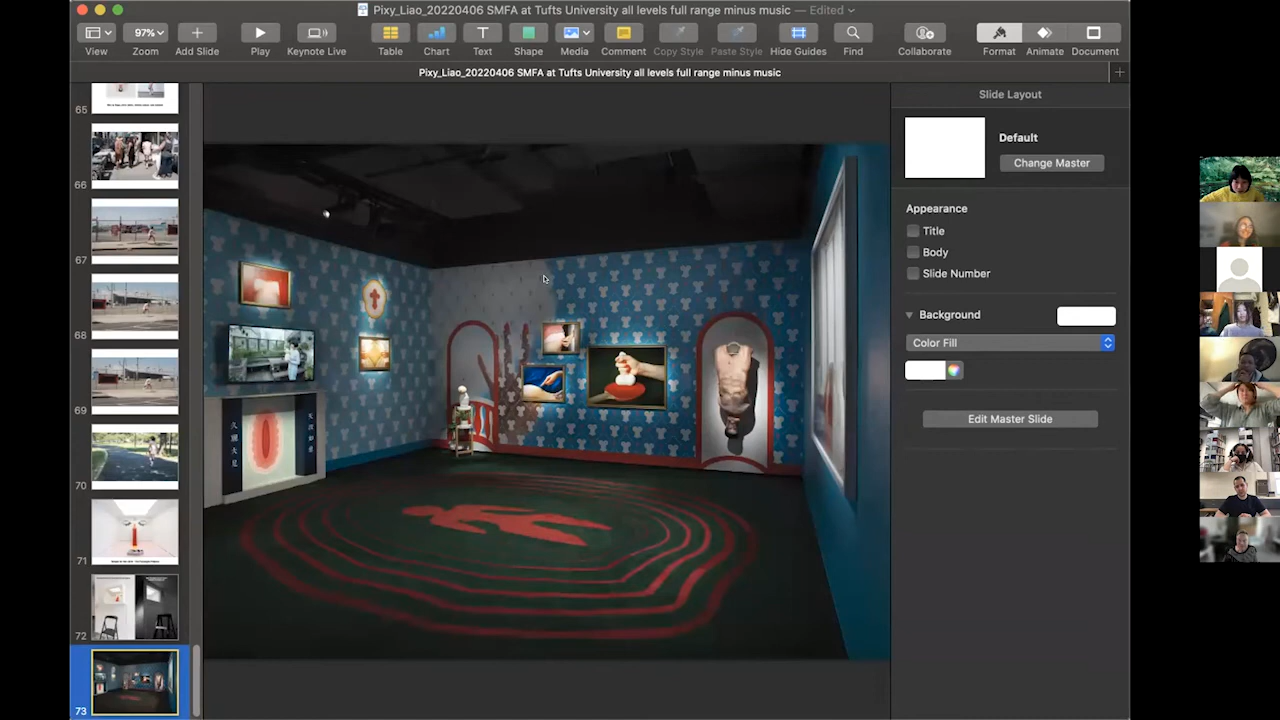 Pixy_Liao_20220406 SMFA at Tufts University all levels full range minus music — Edited
View
97%
Zoom
Add Slide
Play
Keynote Live
Table
Chart
Text
Shape
Media
Comment
Copy Style
Paste Style
Hide Guides
Find
Collaborate
Format
Animate
Document
Pixy_Liao_20220406 SMFA at Tufts University all levels full range minus music
65
66
67
68
69
70
71
72
73
Slide Layout
Default
Change Master
Appearance
Title
Body
Slide Number
Background
Color Fill
Edit Master Slide